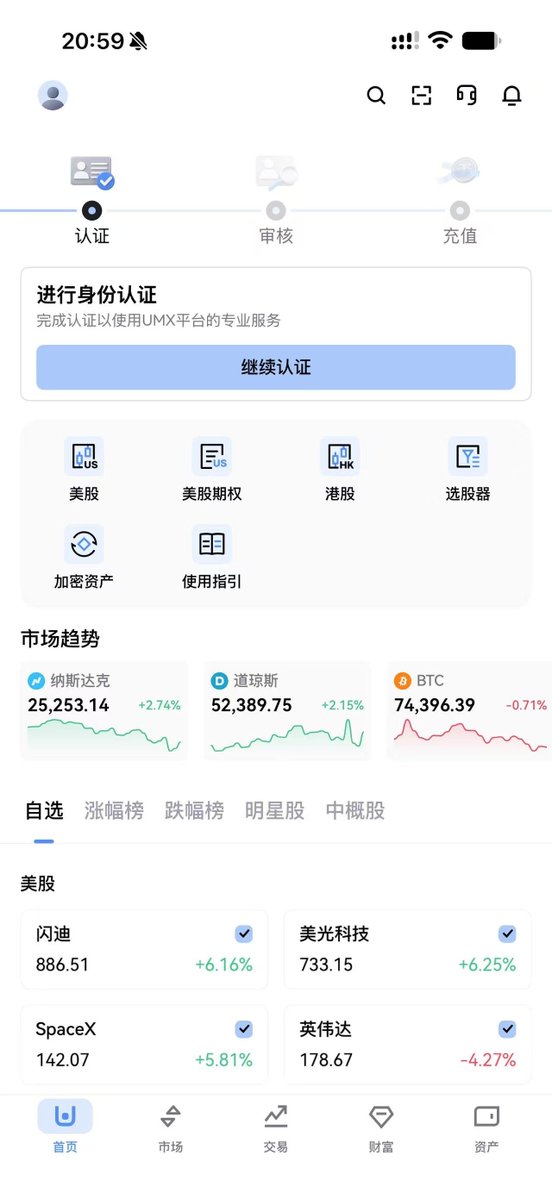 20:59
认证
审核
充值
进行身份认证
完成认证以使用UMX平台的专业服务
继续认证
US
US
HK
美股
美股期权
港股
选股器
加密资产
使用指引
市场趋势
纳斯达克
25,253.14 +2.74%
D 道琼斯
52,389.75 +2.15%
BTC
74,396.39 -0.71%
自选 涨幅榜 跌幅榜 明星股 中概股
美股
闪迪
886.51 +6.16%
美光科技
733.15 +6.25%
SpaceX
142.07 +5.81%
英伟达
178.67 -4.27%
首页 市场 交易 财富 资产